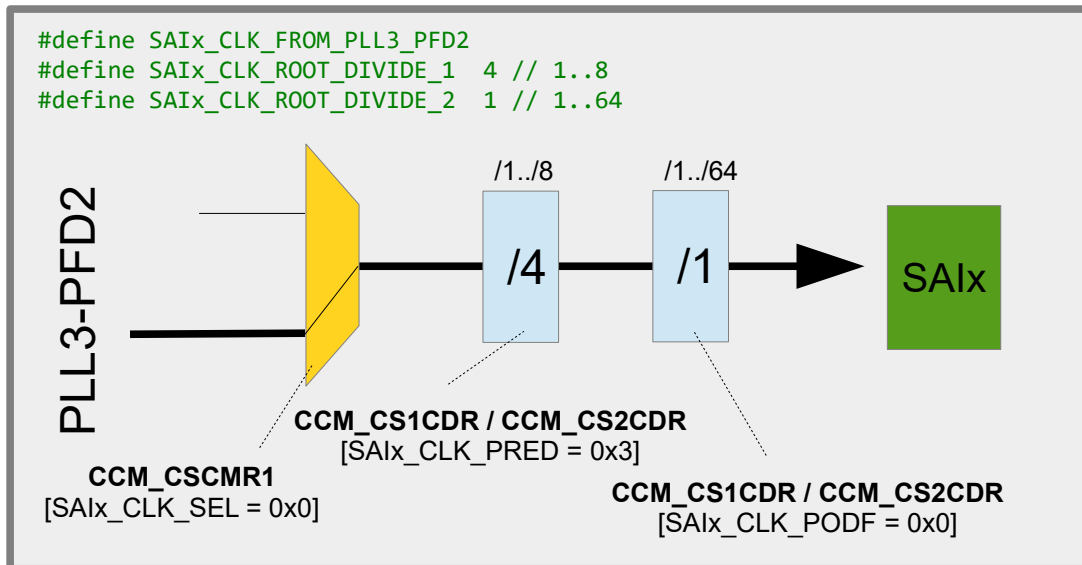 #define SAIx_CLK_FROM_PLL3_PFD2
#define SAIx_CLK_ROOT_DIVIDE_1  4 // 1..8
#define SAIx_CLK_ROOT_DIVIDE_2  1 // 1..64
/1../8
/1../64
PLL3-PFD2
/4
/1
SAIx
CCM_CS1CDR / CCM_CS2CDR
[SAIx_CLK_PRED = 0x3]
CCM_CSCMR1
[SAIx_CLK_SEL = 0x0]
CCM_CS1CDR / CCM_CS2CDR
[SAIx_CLK_PODF = 0x0]